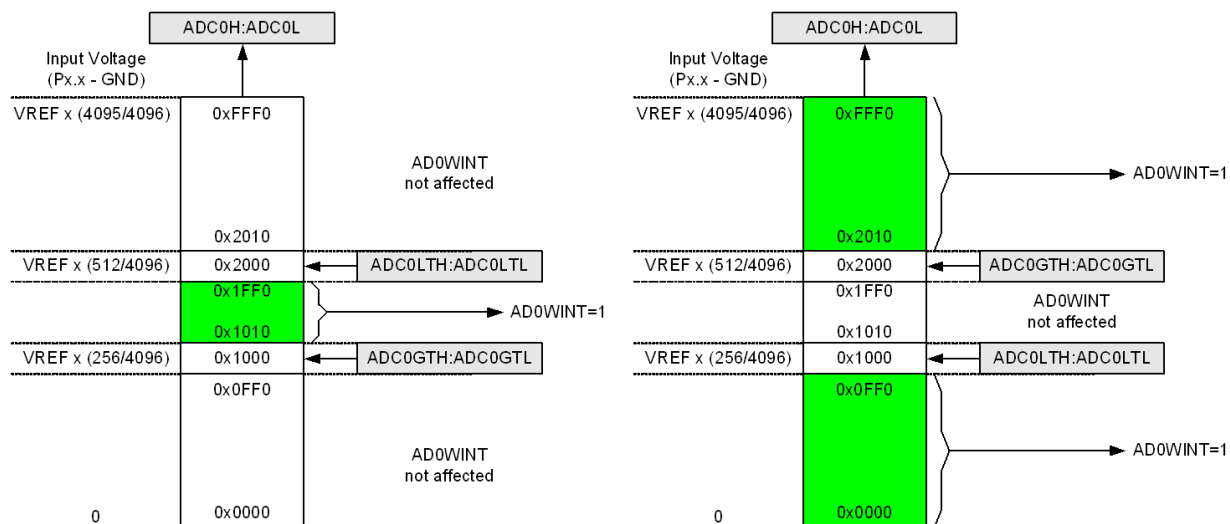 ADC0H:ADC0L
Input Voltage
(Px.x - GND)
VREF x (4095/4096)
0xFFF0
AD0WINT
not affected
0x2010
VREF x (512/4096)
0x2000
ADC0LTH:ADC0LTL
0x1FF0
AD0WINT=1
0x1010
VREF x (256/4096)
0x1000
ADC0GTH:ADC0GTL
0x0FF0
AD0WINT
not affected
0
0x0000
ADC0H:ADC0L
Input Voltage
(Px.x - GND)
VREF x (4095/4096)
0xFFF0
AD0WINT=1
0x2010
VREF x (512/4096)
0x2000
ADC0GTH:ADC0GTL
0x1FF0
AD0WINT
not affected
0x1010
VREF x (256/4096)
0x1000
ADC0LTH:ADC0LTL
0x0FF0
AD0WINT=1
0
0x0000